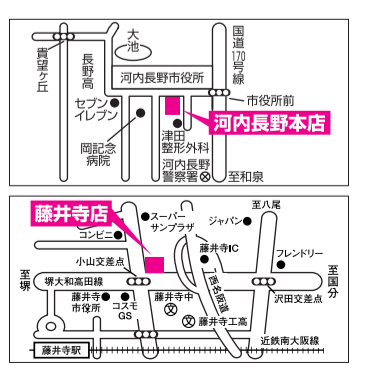 大池
国道170号線
貴望ヶ丘
長野高
河内長野市役所
セブン
イレブン
市役所前
河内長野本店
岡記念
病院
津田
整形外科
河内長野
警察署
至和泉
藤井寺店
スーパー
サンプラザ
ジャパン
至八尾
コンビニ
小山交差点
藤井寺IC
フレンドリー
至堺
堺大和高田線
西名阪道
至国分
藤井寺
市役所
コスモ
GS
藤井寺中
文
沢田交差点
文
藤井寺工高
近鉄南大阪線
藤井寺駅